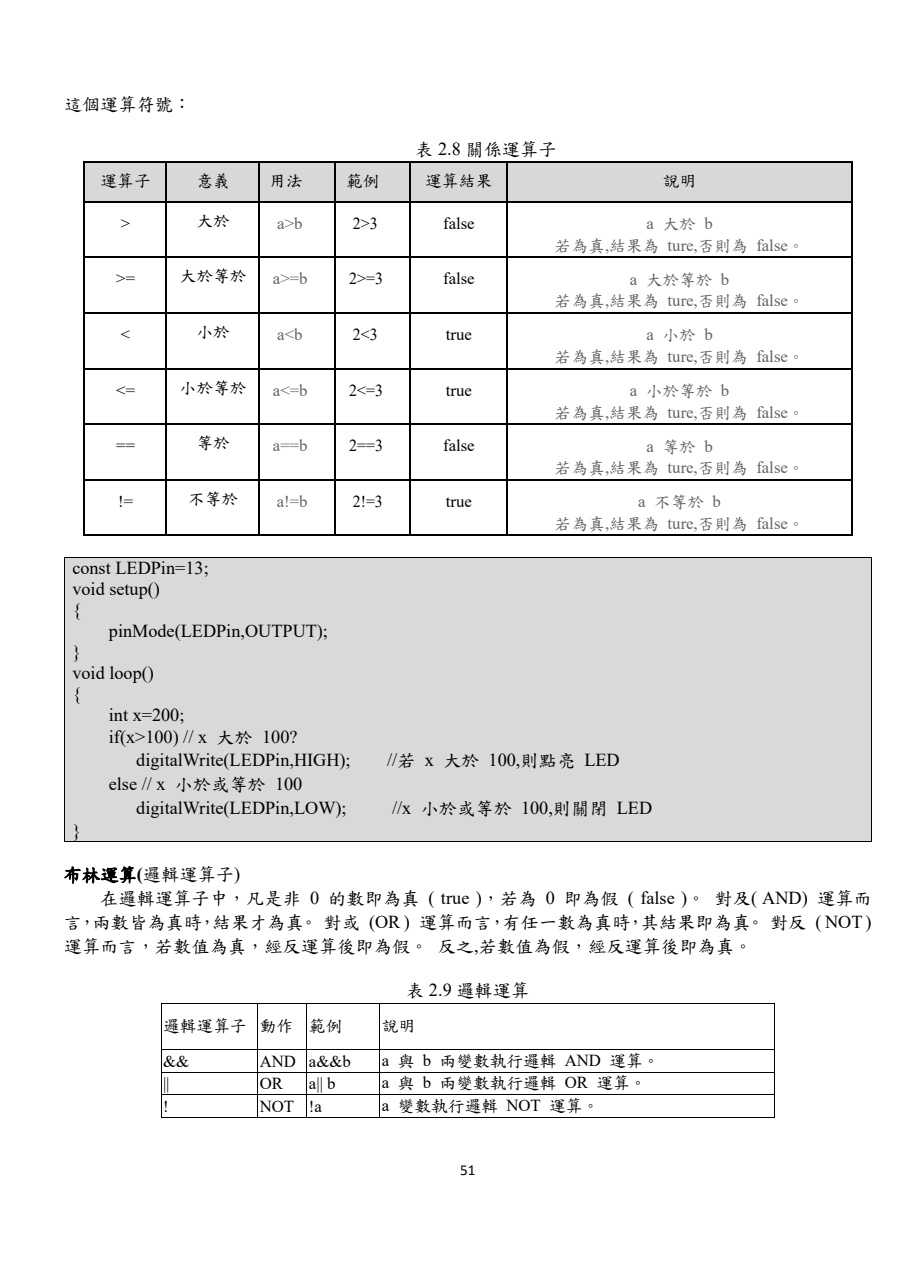 這個運算符號：
表 2.8 關係運算子
運算子 意義 用法 範例 運算結果 說明
> 大於 a>b 2>3 false a 大於 b
若為真,結果為 ture,否則為 false。
>= 大於等於 a>=b 2>=3 false a 大於等於 b
若為真,結果為 ture,否則為 false。
< 小於 a<b 2<3 true a 小於 b
若為真,結果為 ture,否則為 false。
<= 小於等於 a<=b 2<=3 true a 小於等於 b
若為真,結果為 ture,否則為 false。
== 等於 a==b 2==3 false a 等於 b
若為真,結果為 ture,否則為 false。
!= 不等於 a!=b 2!=3 true a 不等於 b
若為真,結果為 ture,否則為 false。
const LEDPin=13;
void setup()
{
pinMode(LEDPin,OUTPUT);
}
void loop()
{
int x=200;
if(x>100) // x 大於 100?
digitalWrite(LEDPin,HIGH); //若 x 大於 100,則點亮 LED
else // x 小於或等於 100
digitalWrite(LEDPin,LOW); //x 小於或等於 100,則關閉 LED
}
布林運算(邏輯運算子)
在邏輯運算子中，凡是非 0 的數即為真 ( true )，若為 0 即為假 ( false )。 對及( AND) 運算而
言，兩數皆為真時，結果才為真。 對或 (OR ) 運算而言，有任一數為真時，其結果即為真。 對反 ( NOT )
運算而言，若數值為真，經反運算後即為假。 反之,若數值為假，經反運算後即為真。
表 2.9 邏輯運算
邏輯運算子 動作 範例 說明
&& AND a&&b a 與 b 兩變數執行邏輯 AND 運算。
|| OR a|| b a 與 b 兩變數執行邏輯 OR 運算。
! NOT !a a 變數執行邏輯 NOT 運算。
51